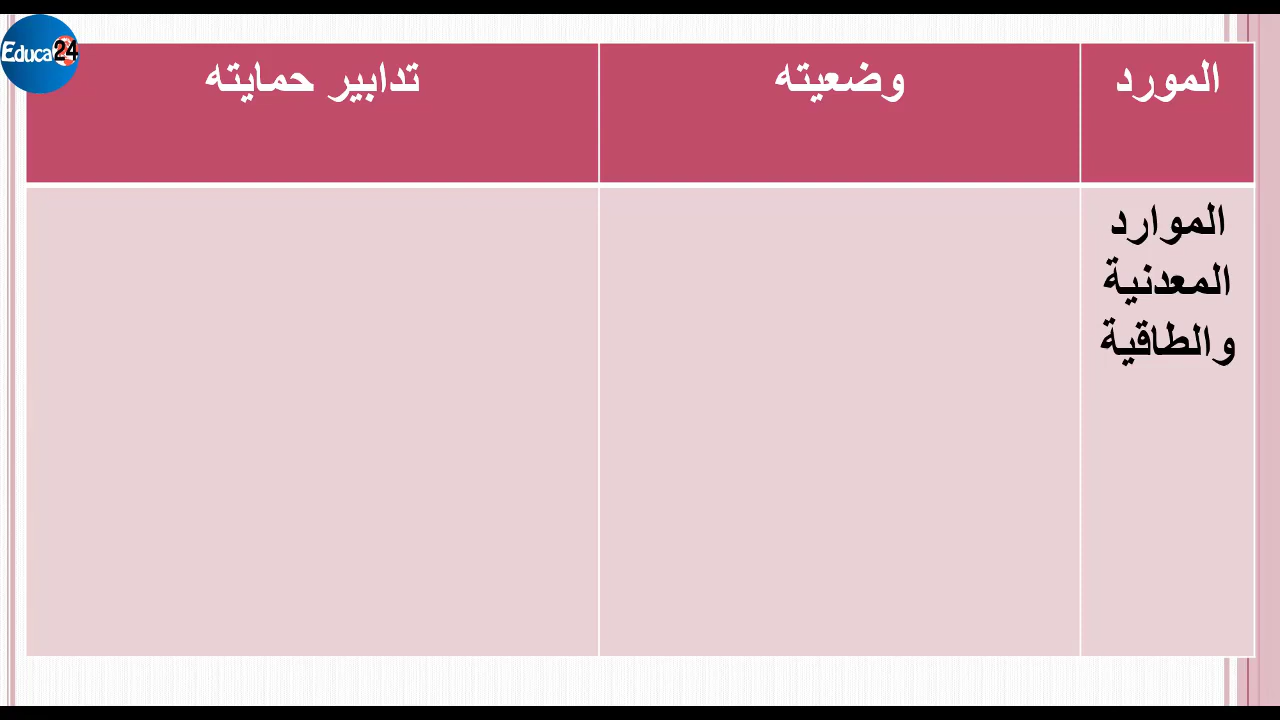 Educa24
المورد
وضعيته
تدابير حمايته
الموارد
المعدنية
والطاقية